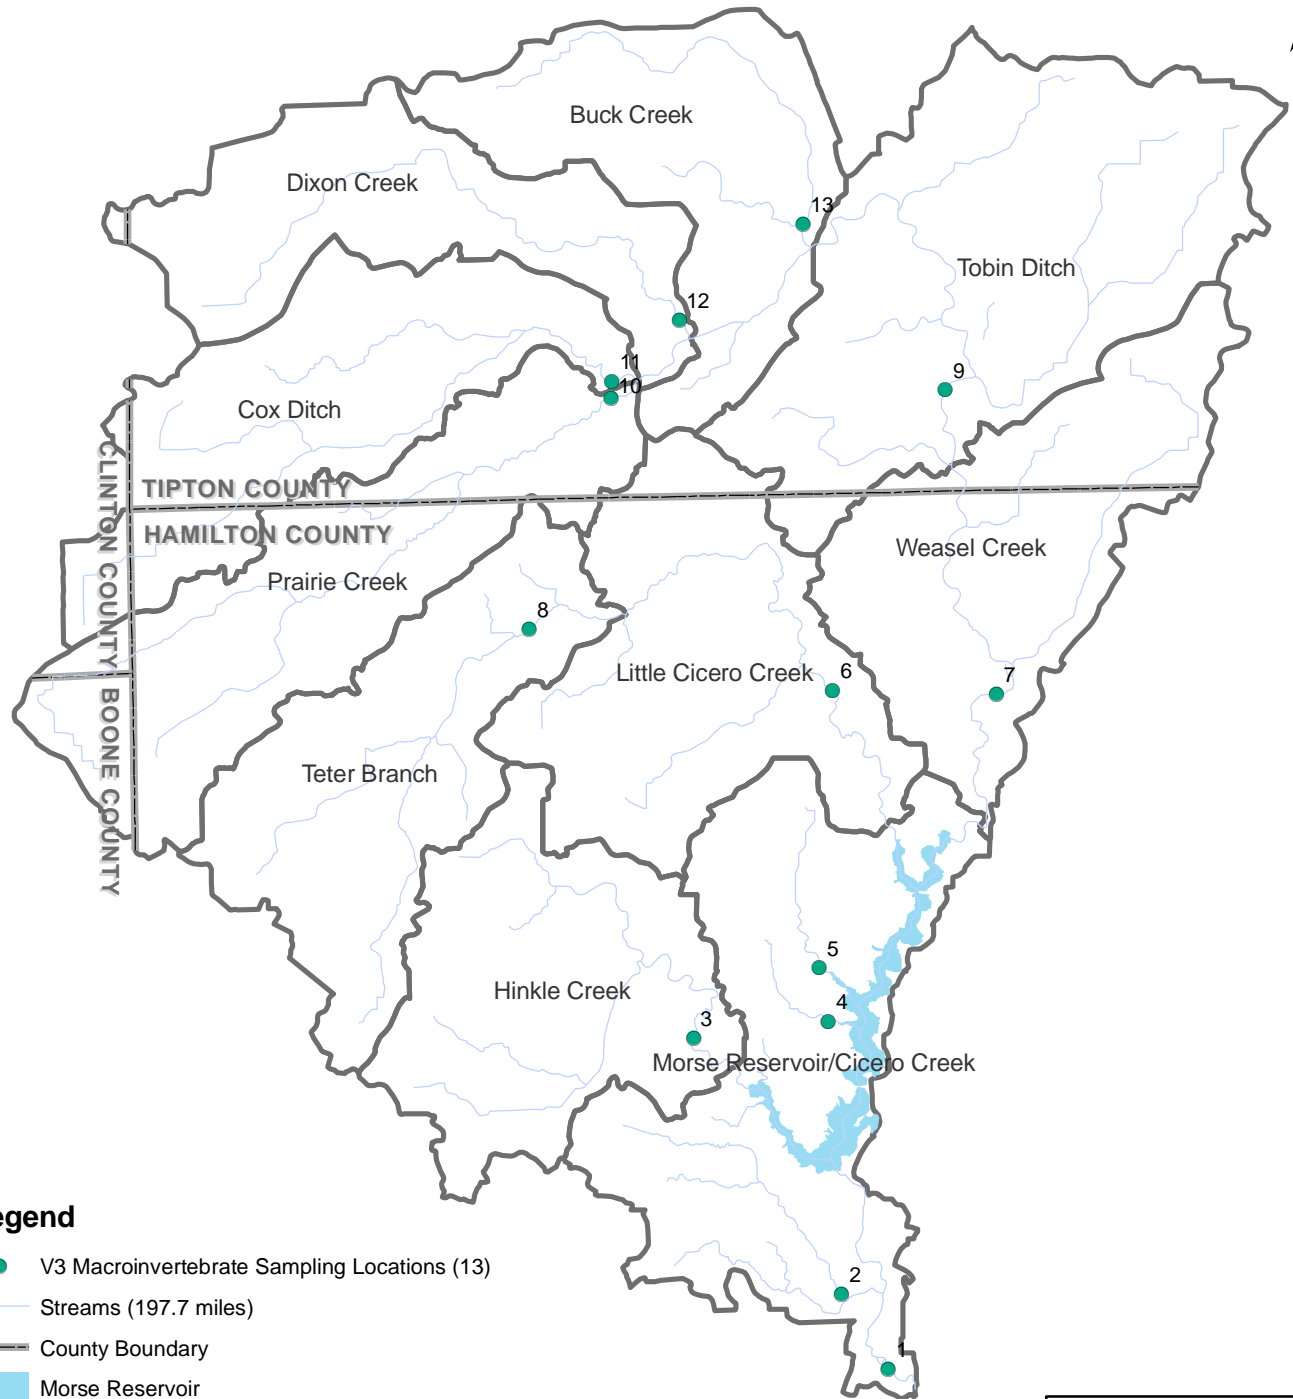 Buck Creek
Dixon Creek
13
Tobin Ditch
12
11
10
9
Cox Ditch
CLINTON COUNTY
TIPTON COUNTY
HAMILTON COUNTY
Weasel Creek
Prairie Creek
8
Little Cicero Creek
6
7
BOONE COUNTY
Teter Branch
5
Hinkle Creek
4
3
Morse Reservoir/Cicero Creek
2
1
egend
V3 Macroinvertebrate Sampling Locations (13)
Streams (197.7 miles)
County Boundary
Morse Reservoir